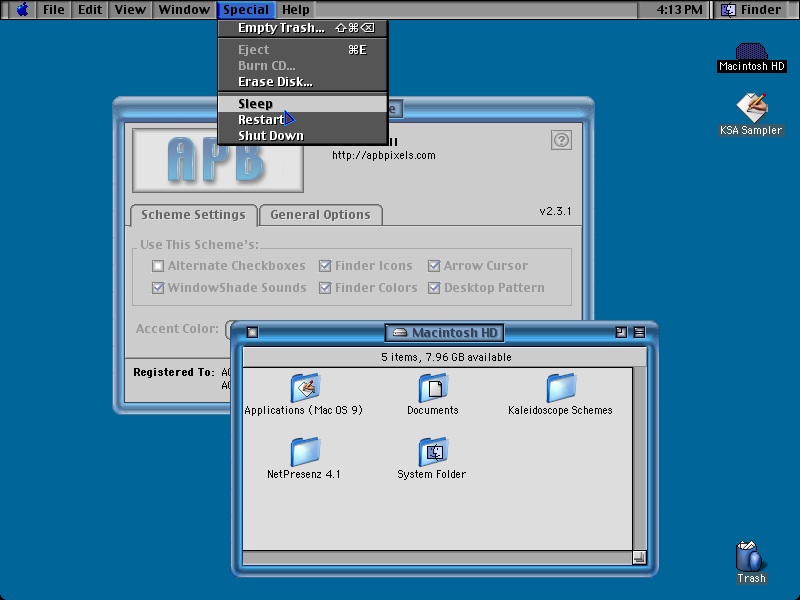 File Edit View Window Special Help 4:13 PM Finder
Empty Trash... ⇧⌘⌫
Eject ⌘E
Burn CD...
Erase Disk...
Sleep
Restart
Shut Down
Macintosh HD
KSA Sampler
APB
http://apbpixels.com
Scheme Settings General Options v2.3.1
Use This Scheme's:
Alternate Checkboxes Finder Icons Arrow Cursor
WindowShade Sounds Finder Colors Desktop Pattern
Accent Color:
Registered To:
Macintosh HD
5 items, 7.96 GB available
Applications (Mac OS 9) Documents Kaleidoscope Schemes
NetPresenz 4.1 System Folder
Trash